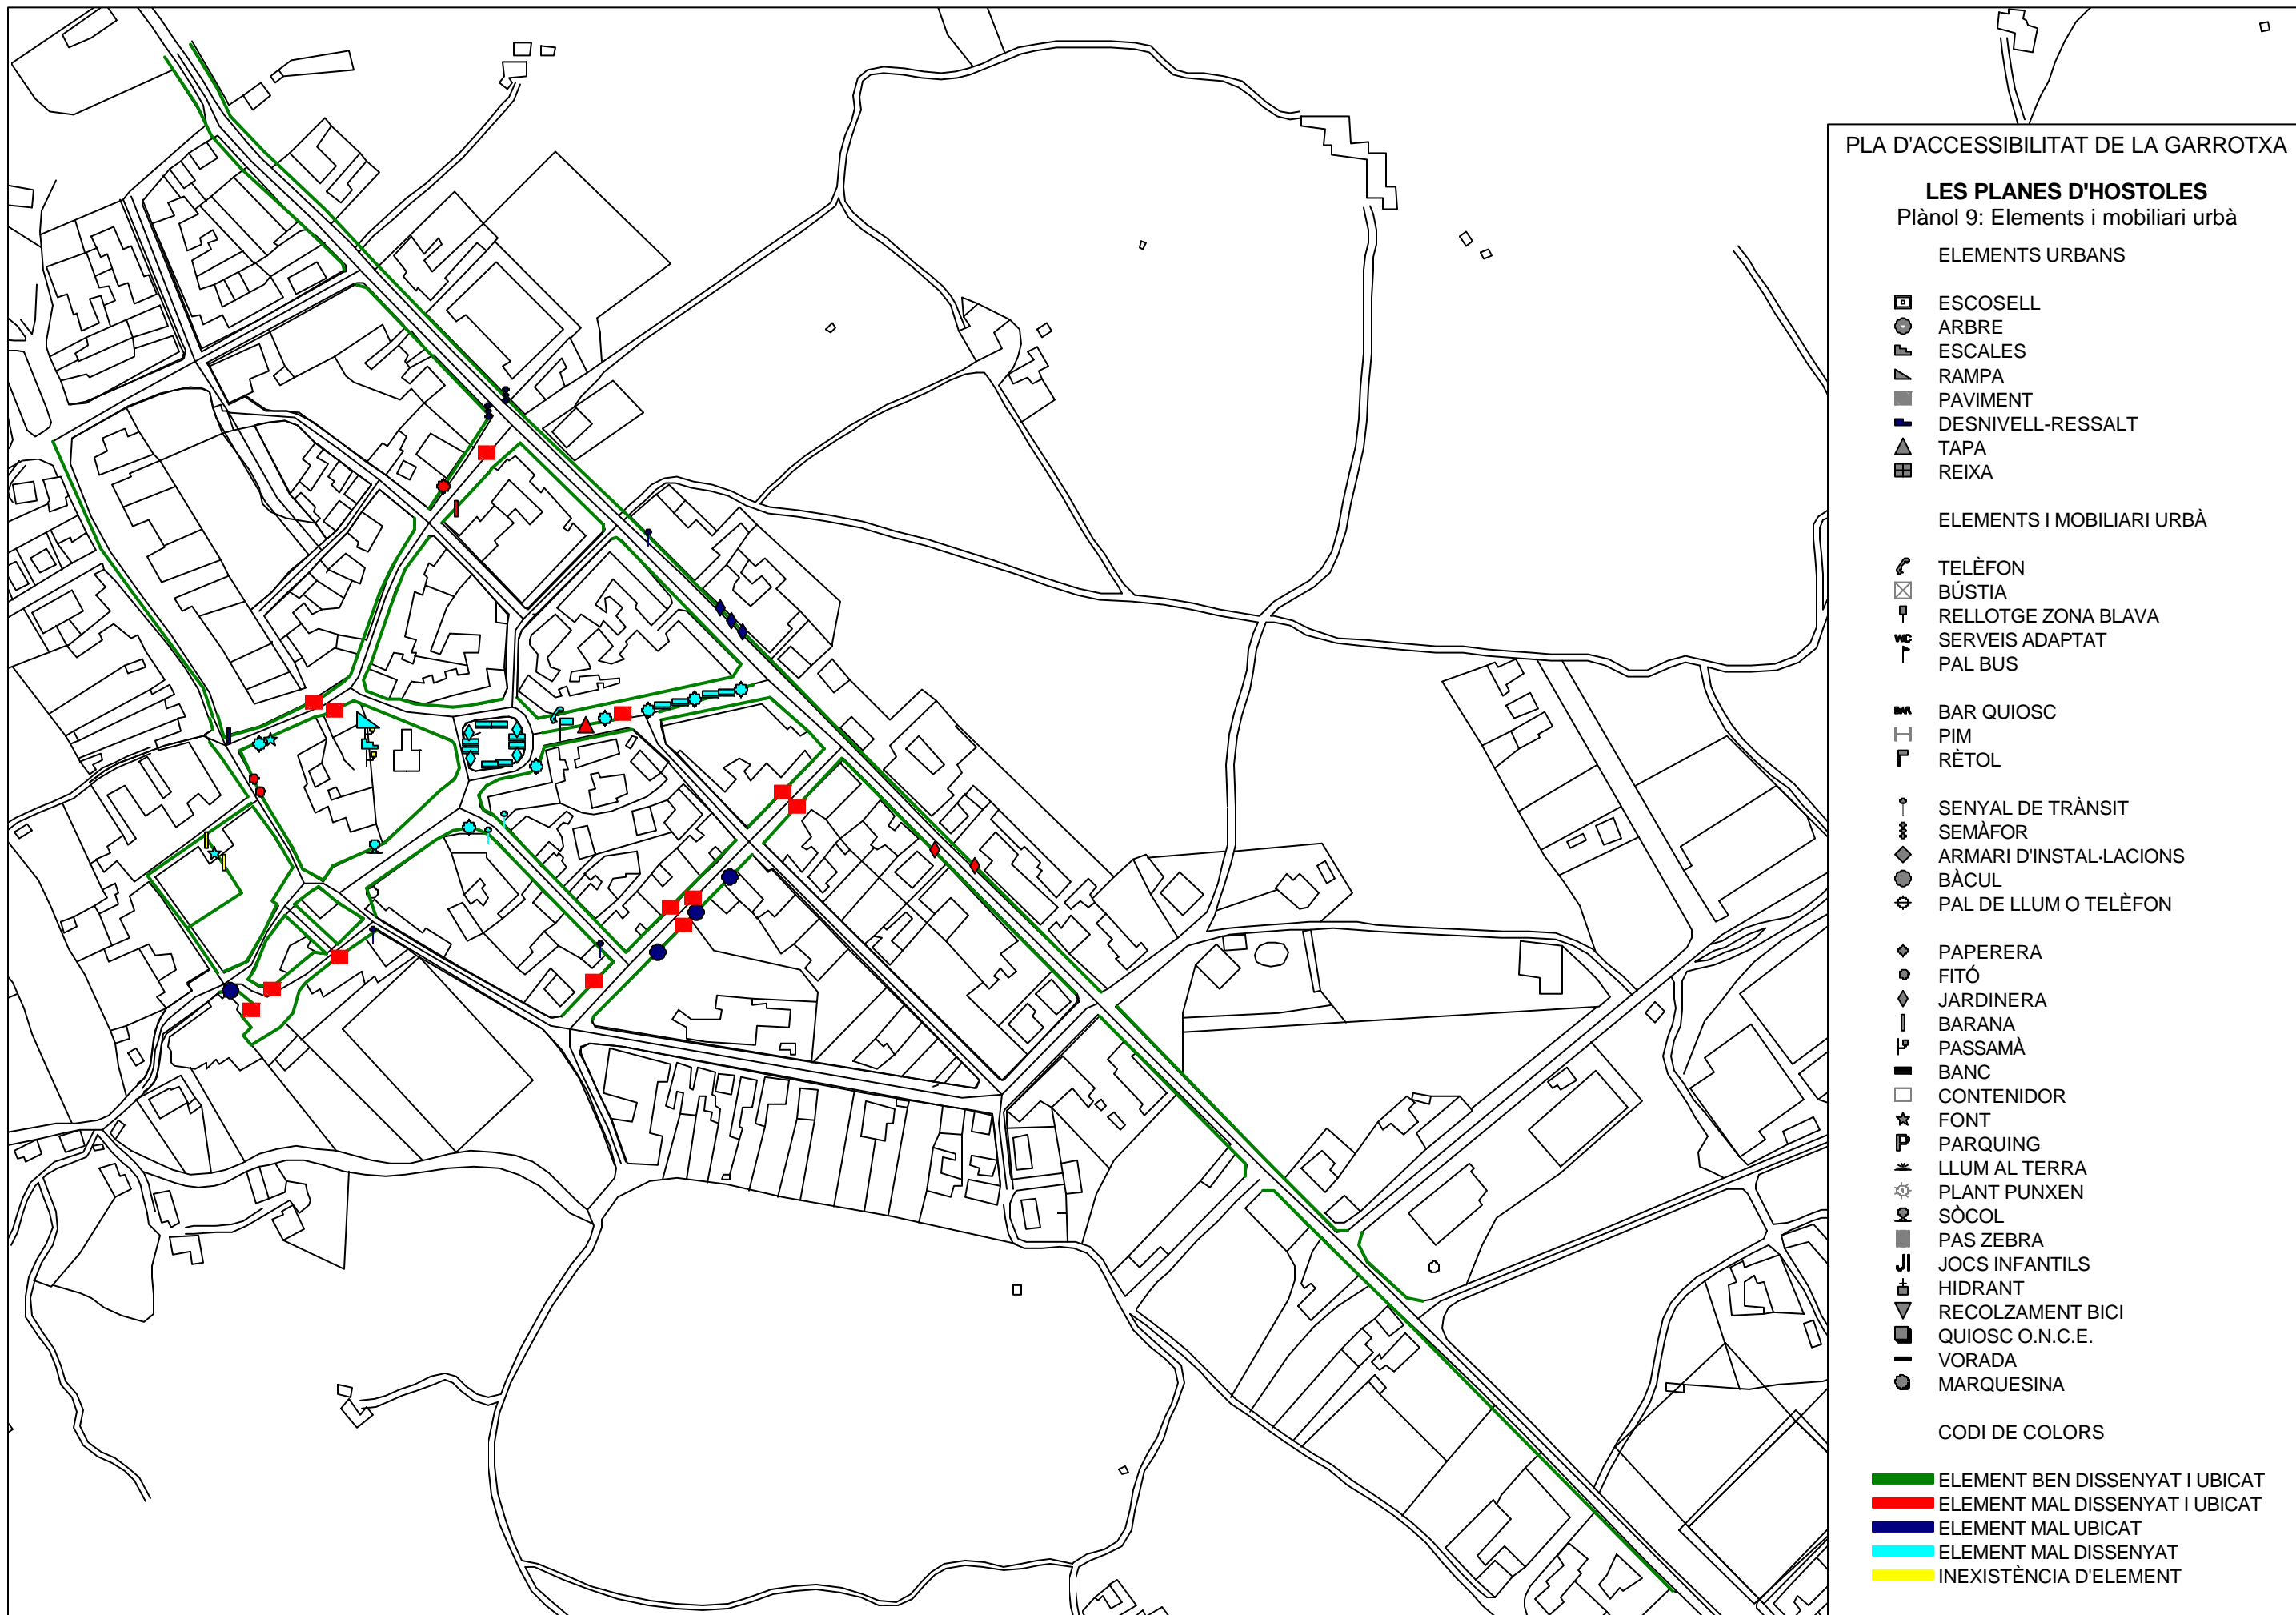 PLA D'ACCESSIBILITAT DE LA GARROTXA
LES PLANES D'HOSTOLES
Plànol 9: Elements i mobiliari urbà
ELEMENTS URBANS
ESCOSELL
ARBRE
ESCALES
RAMPA
PAVIMENT
DESNIVELL-RESSALT
TAPA
REIXA
ELEMENTS I MOBILIARI URBÀ
TELÈFON
BÚSTIA
RELLOTGE ZONA BLAVA
WC SERVEIS ADAPTAT
PAL BUS
BAR BAR QUIOSC
PIM
RÈTOL
SENYAL DE TRÀNSIT
SEMÀFOR
ARMARI D'INSTAL·LACIONS
BÀCUL
PAL DE LLUM O TELÈFON
PAPERERA
FITÓ
JARDINERA
BARANA
PASSAMÀ
BANC
CONTENIDOR
FONT
P PARQUING
LLUM AL TERRA
PLANT PUNXEN
SÒCOL
PAS ZEBRA
JI JOCS INFANTILS
HIDRANT
RECOLZAMENT BICI
QUIOSC O.N.C.E.
VORADA
MARQUESINA
CODI DE COLORS
ELEMENT BEN DISSENYAT I UBICAT
ELEMENT MAL DISSENYAT I UBICAT
ELEMENT MAL UBICAT
ELEMENT MAL DISSENYAT
INEXISTÈNCIA D'ELEMENT